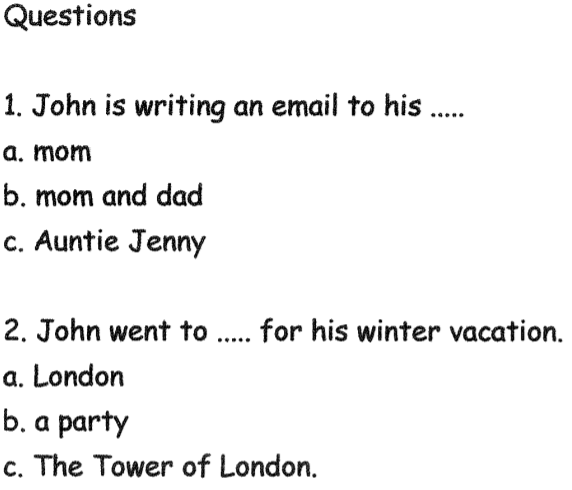 Questions
1. John is writing an email to his .....
a. mom
b. mom and dad
c. Auntie Jenny
2. John went to ..... for his winter vacation.
a. London
b. a party
c. The Tower of London.